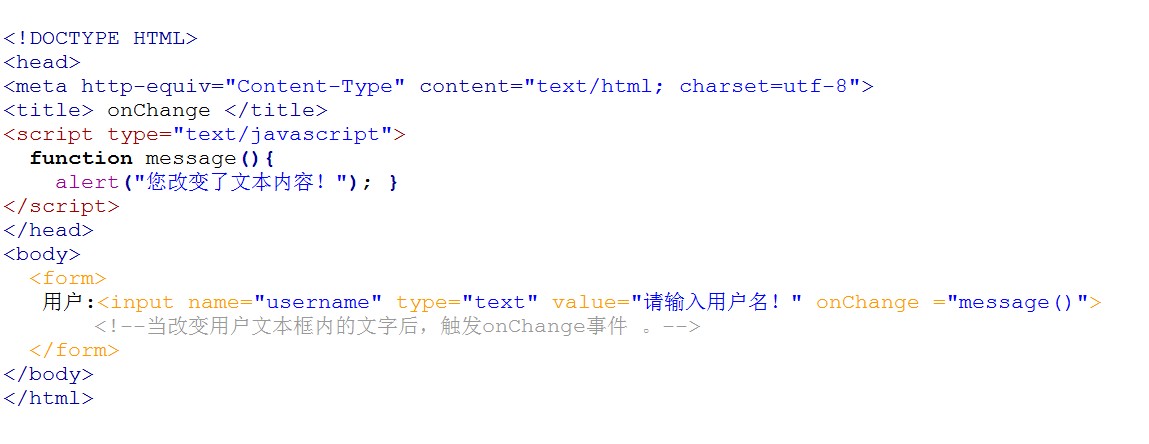 <!DOCTYPE HTML>
<head>
<meta http-equiv="Content-Type" content="text/html; charset=utf-8">
<title> onChange </title>
<script type="text/javascript">
  function message(){
    alert("您改变了文本内容！"); }
</script>
</head>
<body>
  <form>
   用户:<input name="username" type="text" value="请输入用户名！" onChange ="message()">
       <!--当改变用户文本框内的文字后，触发onChange事件 。-->
  </form>
</body>
</html>